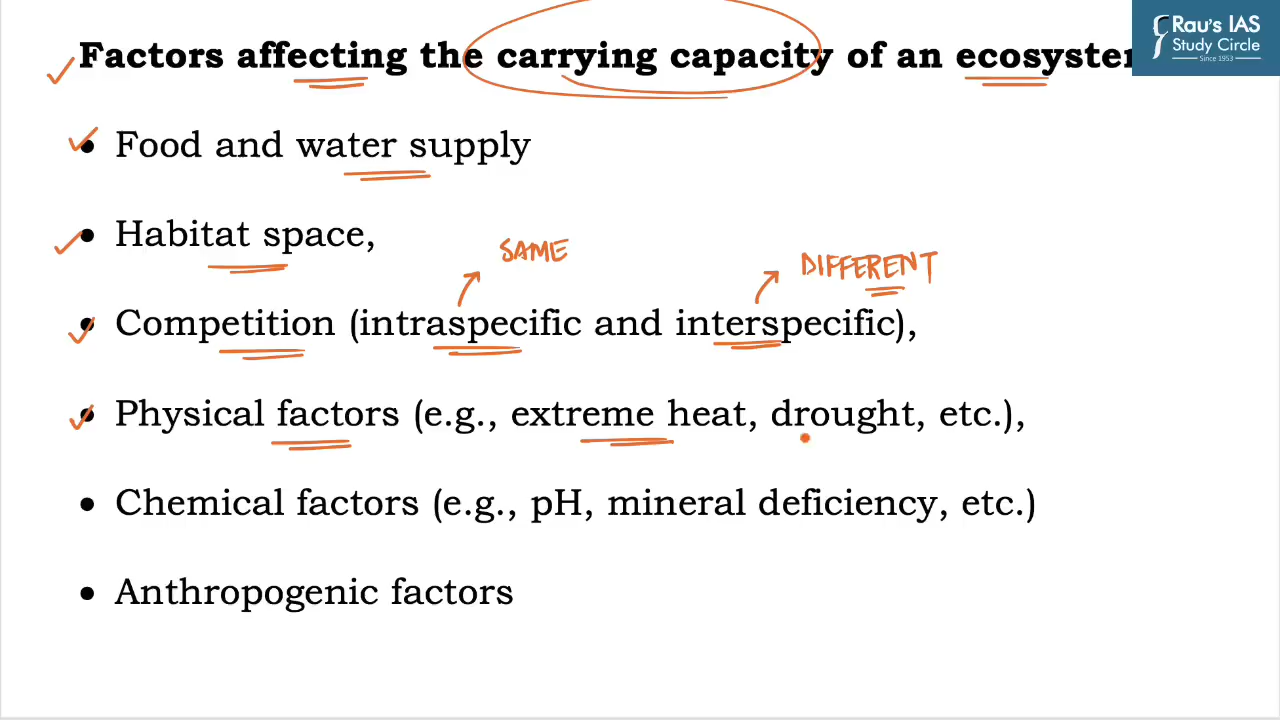 Factors affecting the carrying capacity of an ecosyster
Rau's IAS
Study Circle
Since 1953
• Food and water supply
• Habitat space,
SAME
DIFFERENT
• Competition (intraspecific and interspecific),
• Physical factors (e.g., extreme heat, drought, etc.),
• Chemical factors (e.g., pH, mineral deficiency, etc.)
• Anthropogenic factors